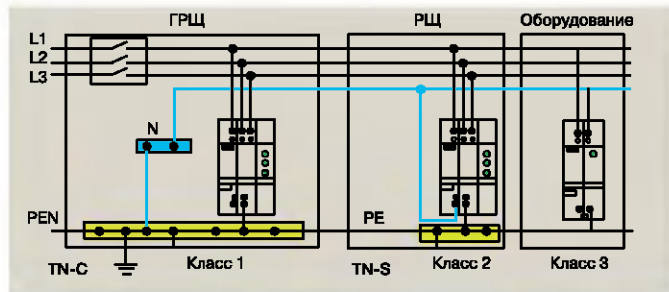 ГРЩ РЩ Оборудование
L1
L2
L3
N
PEN PE
TN-C Класс 1 TN-S Класс 2 Класс 3